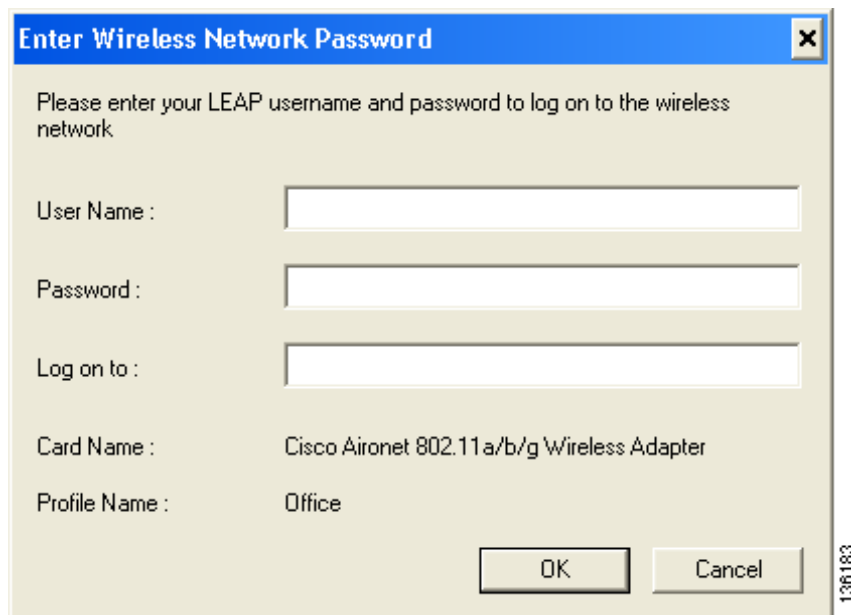 Enter Wireless Network Password
Please enter your LEAP username and password to log on to the wireless
network
User Name :
Password :
Log on to :
Card Name : Cisco Aironet 802.11a/b/g Wireless Adapter
Profile Name : Office
OK Cancel
136183